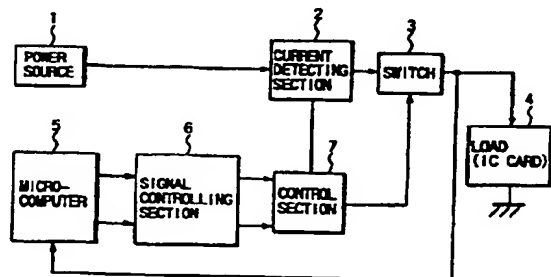 1
POWER
SOURCE
2
CURRENT
DETECTING
SECTION
3
SWITCH
4
LOAD
(IC CARD)
5
MICRO-
COMPUTER
6
SIGNAL
CONTROLLING
SECTION
7
CONTROL
SECTION